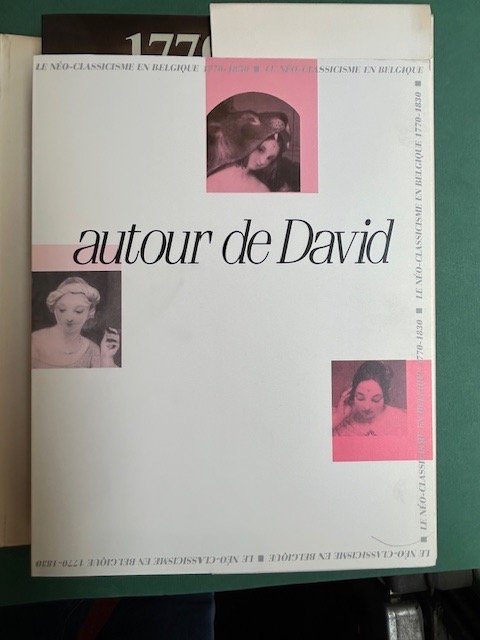 1770
LE NÉO-CLASSICISME EN BELGIQUE 1770-1830 ■ LE NÉO-CLASSICISME EN BELGIQUE
■ LE NÉO-CLASSICISME EN BELGIQUE 1770-1830 ■ LE NÉO-CLASSICISME EN BELGIQUE 1770-1830 ■
autour de David
LE NÉO-CLASSICISME EN BELGIQUE ■ LE NÉO-CLASSICISME EN BELGIQUE 1770-1830